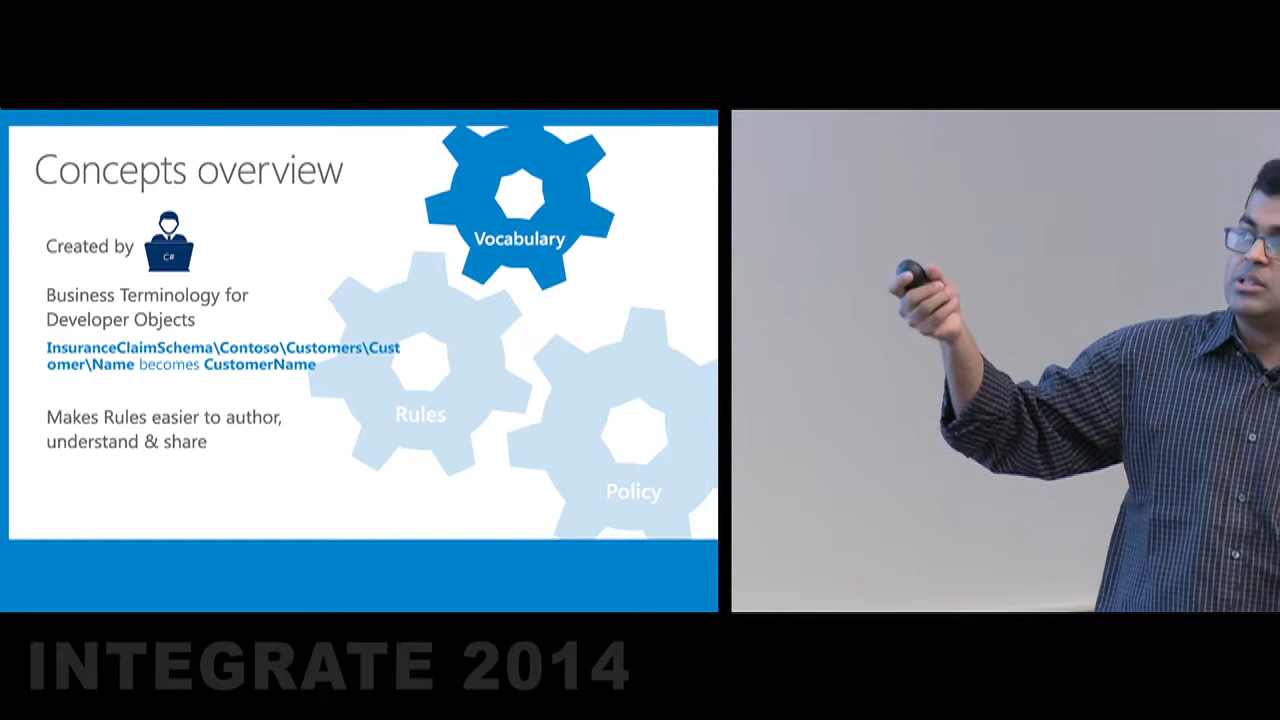 Concepts overview
Created by
C#
Business Terminology for
Developer Objects
InsuranceClaimSchema\Contoso\Customers\Cust
omer\Name becomes CustomerName
Makes Rules easier to author,
understand & share
Vocabulary
Rules
Policy
INTEGRATE 2014